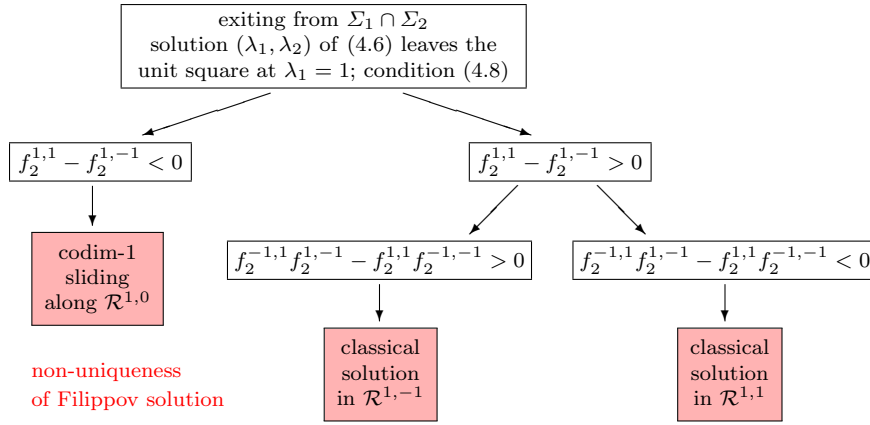 exiting from Σ₁ ∩ Σ₂
solution (λ₁, λ₂) of (4.6) leaves the
unit square at λ₁ = 1; condition (4.8)
f₂^{1,1} − f₂^{1,−1} < 0
f₂^{1,1} − f₂^{1,−1} > 0
codim-1
sliding
along ℛ^{1,0}
f₂^{−1,1} f₂^{1,−1} − f₂^{1,1} f₂^{−1,−1} > 0
f₂^{−1,1} f₂^{1,−1} − f₂^{1,1} f₂^{−1,−1} < 0
classical
solution
in ℛ^{1,−1}
classical
solution
in ℛ^{1,1}
non-uniqueness
of Filippov solution